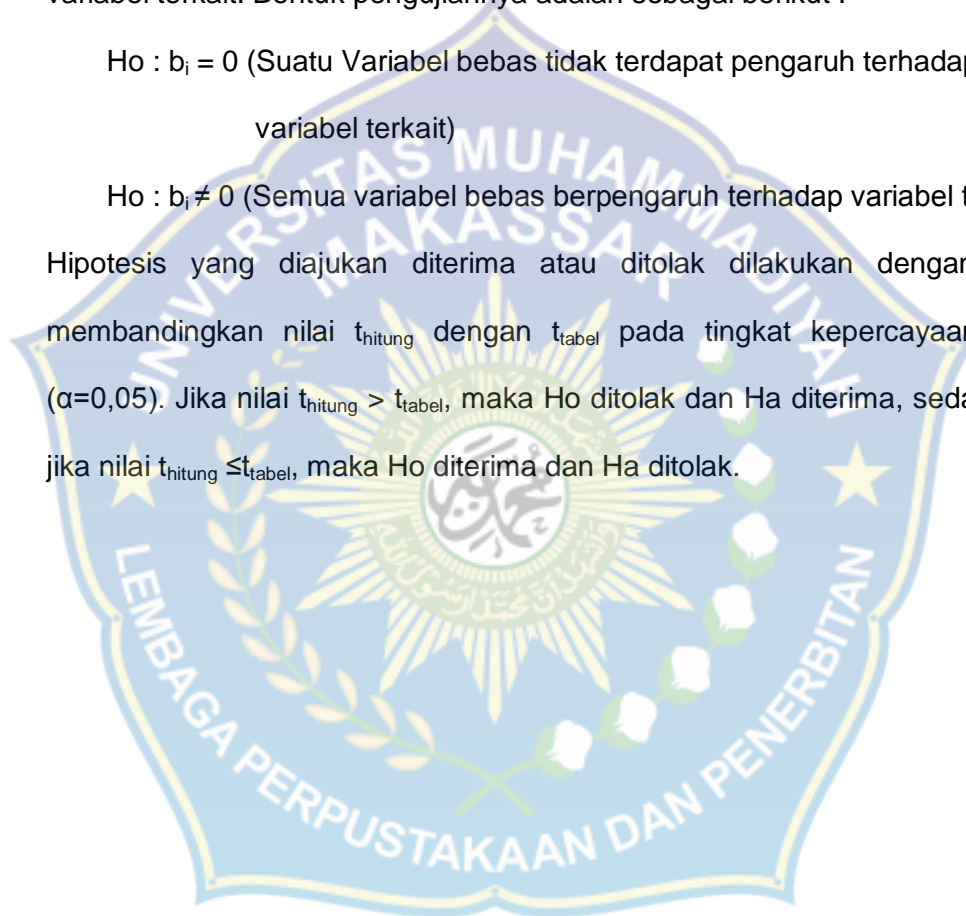 variabel terkait. Bentuk pengujiannya adalah sebagai berikut :
Ho : bi = 0 (Suatu Variabel bebas tidak terdapat pengaruh terhadap
variabel terkait)
Ho : bi ≠ 0 (Semua variabel bebas berpengaruh terhadap variabel t
Hipotesis yang diajukan diterima atau ditolak dilakukan dengan
membandingkan nilai thitung dengan ttabel pada tingkat kepercayaan
(α=0,05). Jika nilai thitung > ttabel, maka Ho ditolak dan Ha diterima, seda
jika nilai thitung ≤ttabel, maka Ho diterima dan Ha ditolak.
UNIVERSITAS MUHAMMADIYAH
MAKASSAR
LEMBAGA PERPUSTAKAAN DAN PENERBITAN